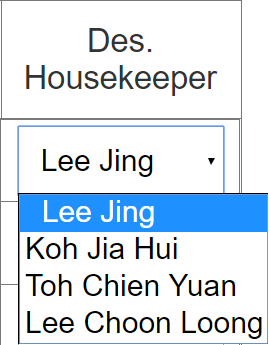 Des.
Housekeeper
Lee Jing
Lee Jing
Koh Jia Hui
Toh Chien Yuan
Lee Choon Loong